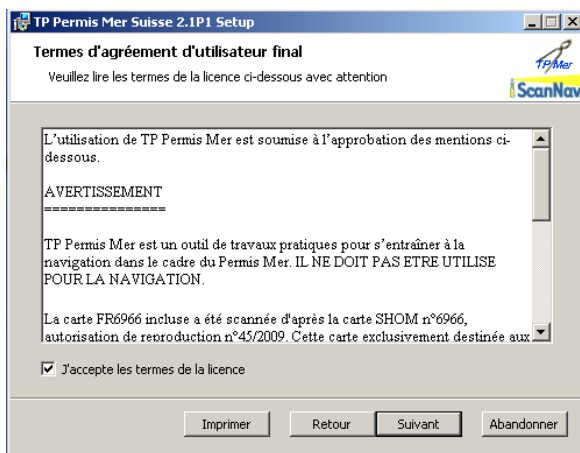 TP Permis Mer Suisse 2.1P1 Setup
Termes d'agréement d'utilisateur final
Veuillez lire les termes de la licence ci-dessous avec attention
TP Mer
ScanNav
L'utilisation de TP Permis Mer est soumise à l'approbation des mentions ci-
dessous.
AVERTISSEMENT
===============
TP Permis Mer est un outil de travaux pratiques pour s'entraîner à la
navigation dans le cadre du Permis Mer. IL NE DOIT PAS ETRE UTILISE
POUR LA NAVIGATION.
La carte FR6966 incluse a été scannée d'après la carte SHOM n°6966,
autorisation de reproduction n°45/2009. Cette carte exclusivement destinée aux
J'accepte les termes de la licence
Imprimer
Retour
Suivant
Abandonner